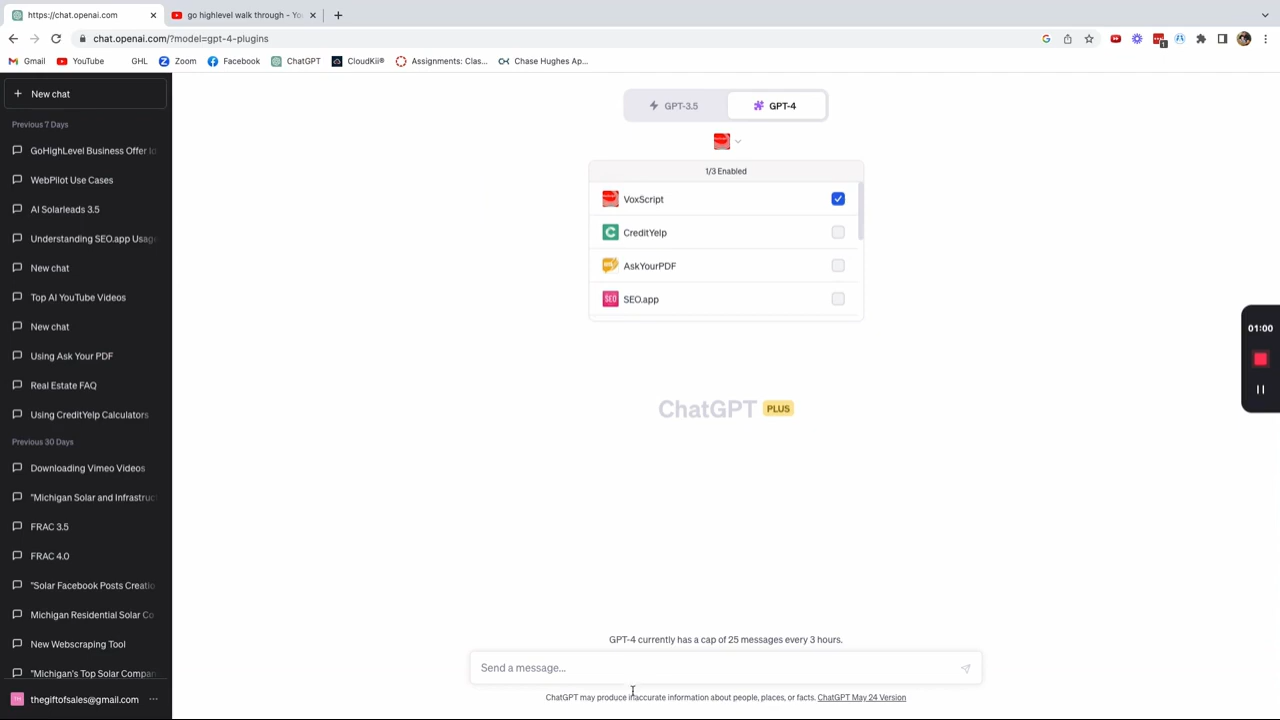 https://chat.openai.com/
go highlevel walk through - Yo
chat.openai.com/?model=gpt-4-plugins
1
Gmail
YouTube
GHL
Zoom
Facebook
ChatGPT
CloudKii®
Assignments: Clas...
Chase Hughes Ap...
New chat
Previous 7 Days
GoHighLevel Business Offer Id
WebPilot Use Cases
AI Solarleads 3.5
Understanding SEO.app Usage
New chat
Top AI YouTube Videos
New chat
Using Ask Your PDF
Real Estate FAQ
Using CreditYelp Calculators
Previous 30 Days
Downloading Vimeo Videos
"Michigan Solar and Infrastruc
FRAC 3.5
FRAC 4.0
"Solar Facebook Posts Creatio
Michigan Residential Solar Co
New Webscraping Tool
"Michigan's Top Solar Compan
thegiftofsales@gmail.com
GPT-3.5
GPT-4
1/3 Enabled
VoxScript
CreditYelp
AskYourPDF
SEO.app
ChatGPT PLUS
GPT-4 currently has a cap of 25 messages every 3 hours.
Send a message...
ChatGPT may produce inaccurate information about people, places, or facts. ChatGPT May 24 Version
01:00